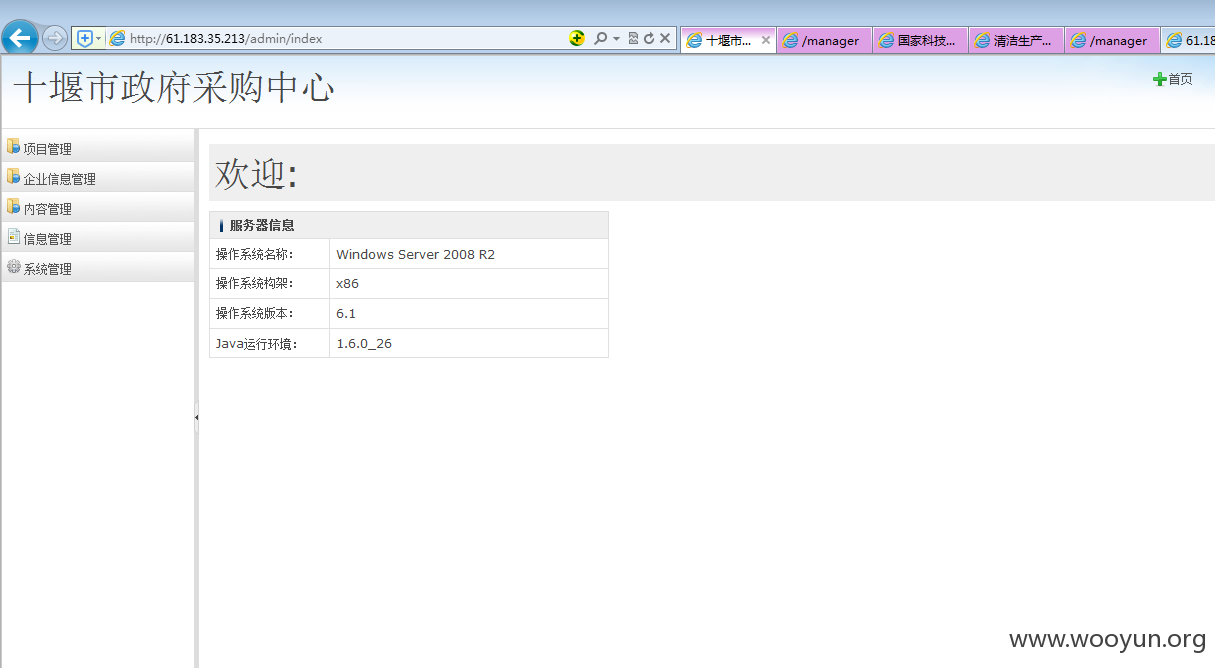 http://61.183.35.213/admin/index
十堰市...
/manager
国家科技...
清洁生产...
/manager
61.18
十堰市政府采购中心
首页
项目管理
企业信息管理
内容管理
信息管理
系统管理
欢迎:
服务器信息
操作系统名称: Windows Server 2008 R2
操作系统构架: x86
操作系统版本: 6.1
Java运行环境: 1.6.0_26
www.wooyun.org